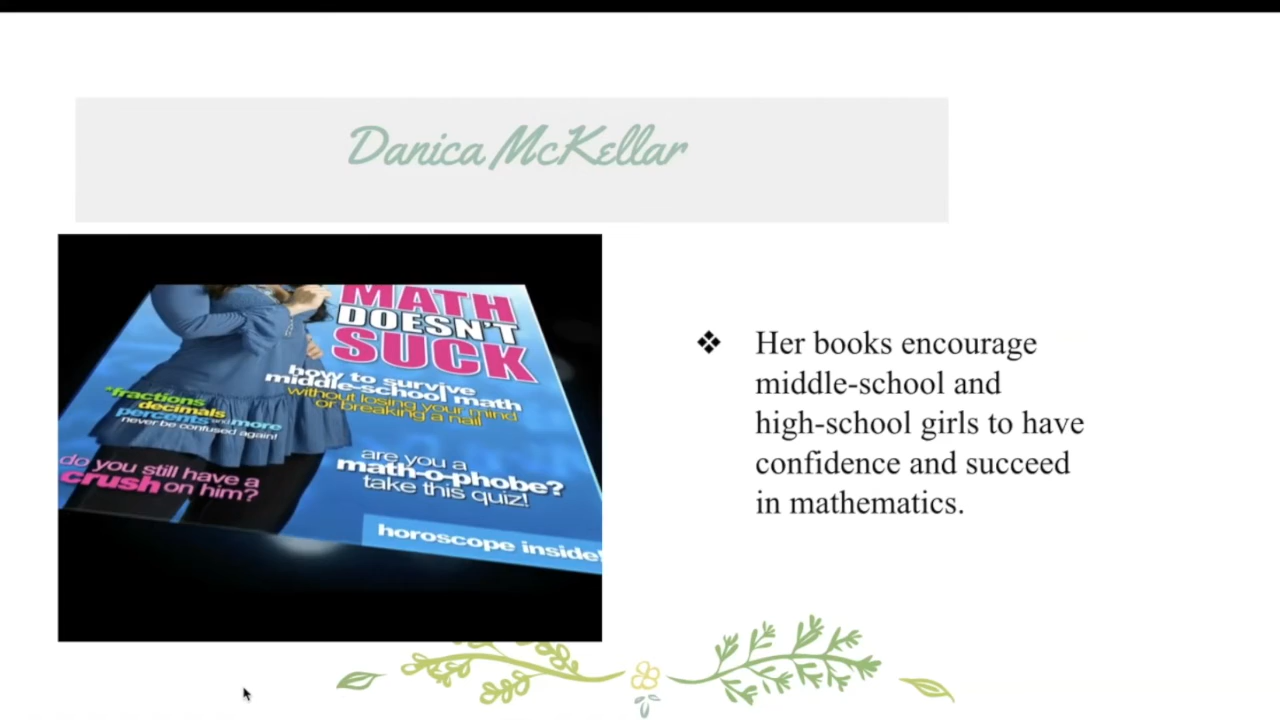 Danica McKellar
MATH
DOESN'T
SUCK
how to survive
middle-school math
without losing your mind
or breaking a nail
*fractions
decimals
percents and more
never be confused again!
do you still have a
crush on him?
are you a
math-o-phobe?
take this quiz!
horoscope inside!
❖ Her books encourage
middle-school and
high-school girls to have
confidence and succeed
in mathematics.